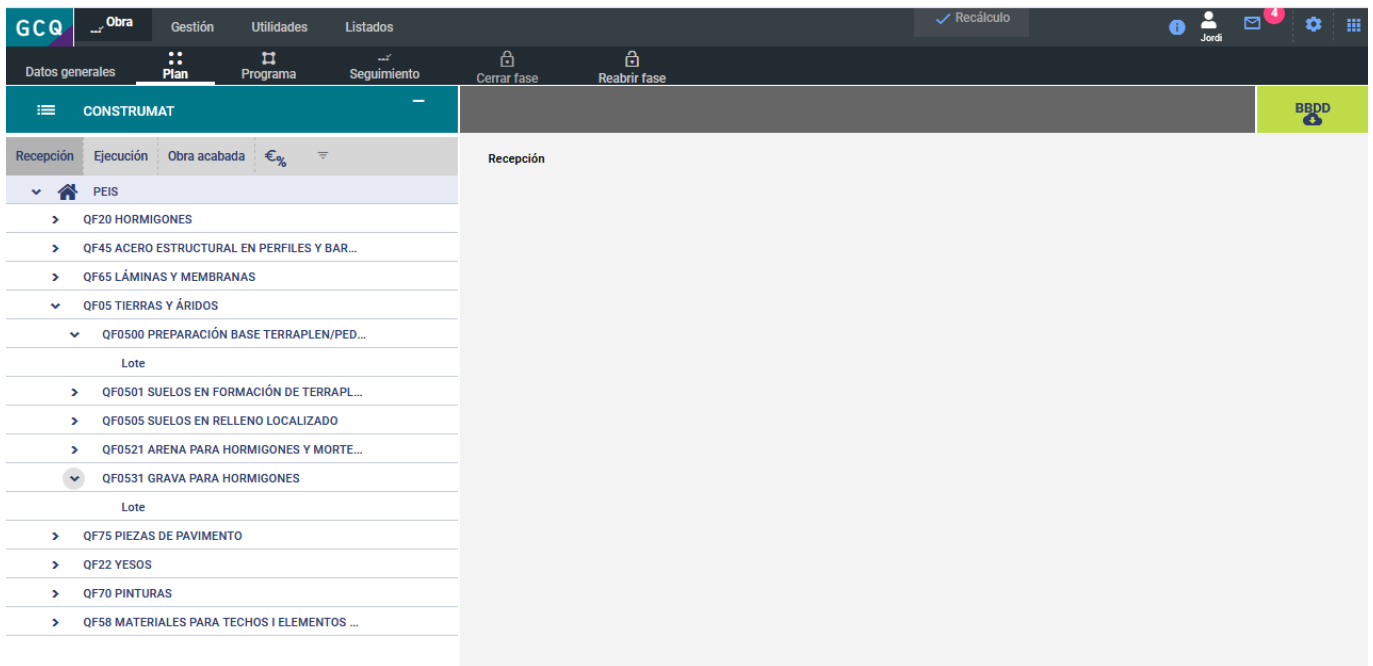 GCQ Obra Gestión Utilidades Listados Recálculo Jordi 4
Datos generales Plan Programa Seguimiento Cerrar fase Reabrir fase
CONSTRUMAT BBDD
Recepción Ejecución Obra acabada €% Recepción
PEIS
QF20 HORMIGONES
QF45 ACERO ESTRUCTURAL EN PERFILES Y BAR...
QF65 LÁMINAS Y MEMBRANAS
QF05 TIERRAS Y ÁRIDOS
QF0500 PREPARACIÓN BASE TERRAPLEN/PED...
Lote
QF0501 SUELOS EN FORMACIÓN DE TERRAPL...
QF0505 SUELOS EN RELLENO LOCALIZADO
QF0521 ARENA PARA HORMIGONES Y MORTE...
QF0531 GRAVA PARA HORMIGONES
Lote
QF75 PIEZAS DE PAVIMENTO
QF22 YESOS
QF70 PINTURAS
QF58 MATERIALES PARA TECHOS I ELEMENTOS ...